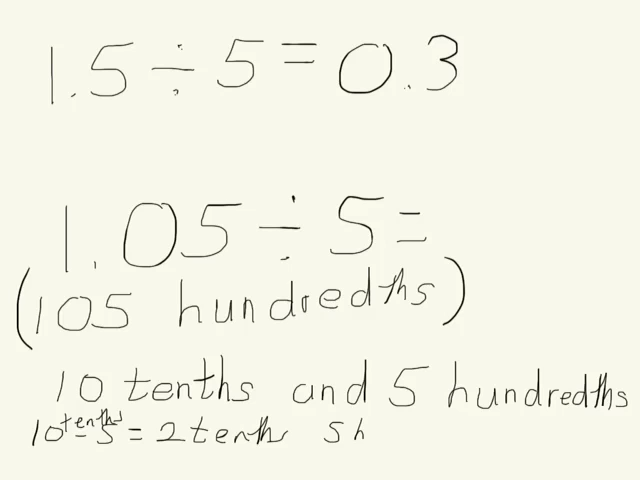 1.5 ÷ 5 = 0.3
1.05 ÷ 5 =
(105 hundredths)
10 tenths and 5 hundredths
10 tenths ÷ 5 = 2 tenths 5 h